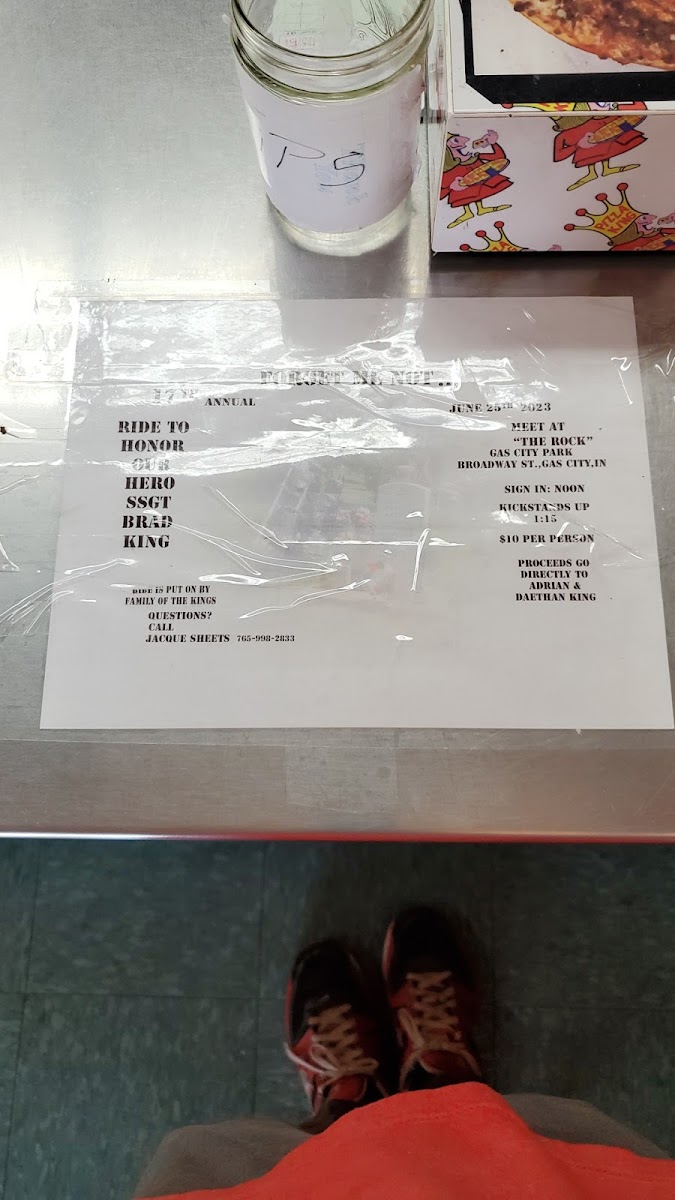 TPS
PIZZA KING
FORGET ME NOT...
17TH ANNUAL
RIDE TO
HONOR
OUR
HERO
SSGT
BRAD
KING
RIDE IS PUT ON BY
FAMILY OF THE KINGS
QUESTIONS?
CALL
JACQUE SHEETS 765-998-2833
JUNE 25TH 2023
MEET AT
"THE ROCK"
GAS CITY PARK
BROADWAY ST.,GAS CITY,IN
SIGN IN: NOON
KICKSTANDS UP
1:15
$10 PER PERSON
PROCEEDS GO
DIRECTLY TO
ADRIAN &
DAETHAN KING